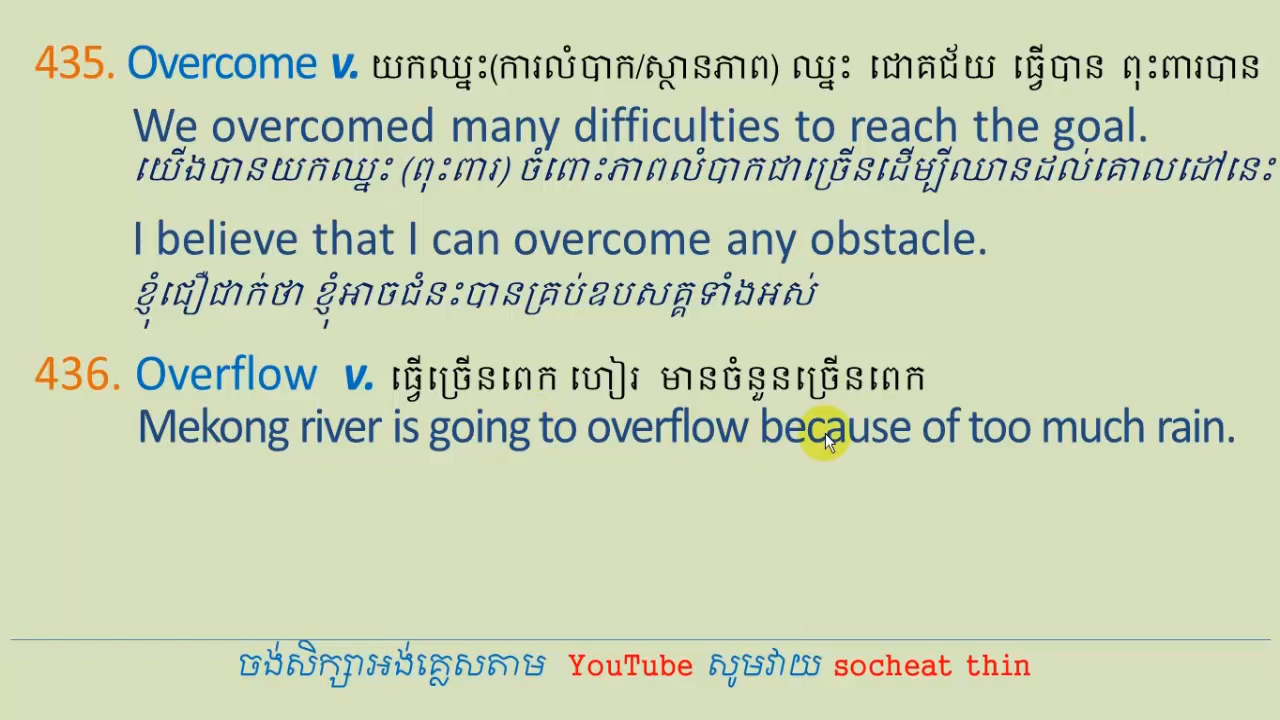 435. Overcome v. យកឈ្នះ(ការលំបាក/ស្ថានភាព) ឈ្នះ ជោគជ័យ ធ្វើបាន ពុះពារបាន
We overcomed many difficulties to reach the goal.
យើងបានយកឈ្នះ (ពុះពារ) ចំពោះភាពលំបាកជាច្រើនដើម្បីឈានដល់គោលដៅនេះ
I believe that I can overcome any obstacle.
ខ្ញុំជឿជាក់ថា ខ្ញុំអាចជំនះបានគ្រប់ឧបសគ្គទាំងអស់
436. Overflow v. ធ្វើច្រើនពេក ហៀរ មានចំនួនច្រើនពេក
Mekong river is going to overflow because of too much rain.
ចង់សិក្សាអង់គ្លេសតាម YouTube សូមវាយ socheat thin